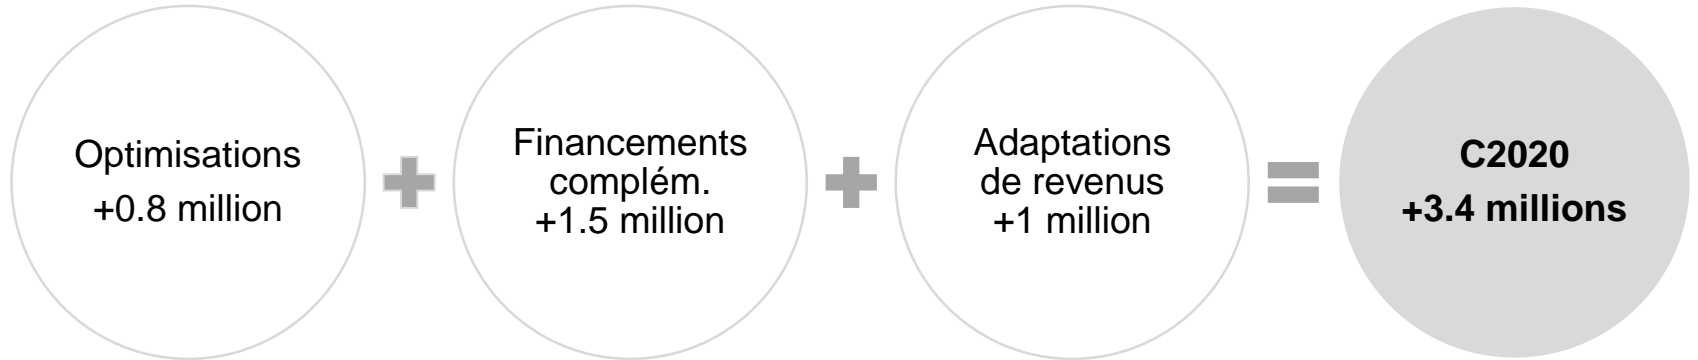 Optimisations
+0.8 million
Financements
complém.
+1.5 million
Adaptations
de revenus
+1 million
C2020
+3.4 millions